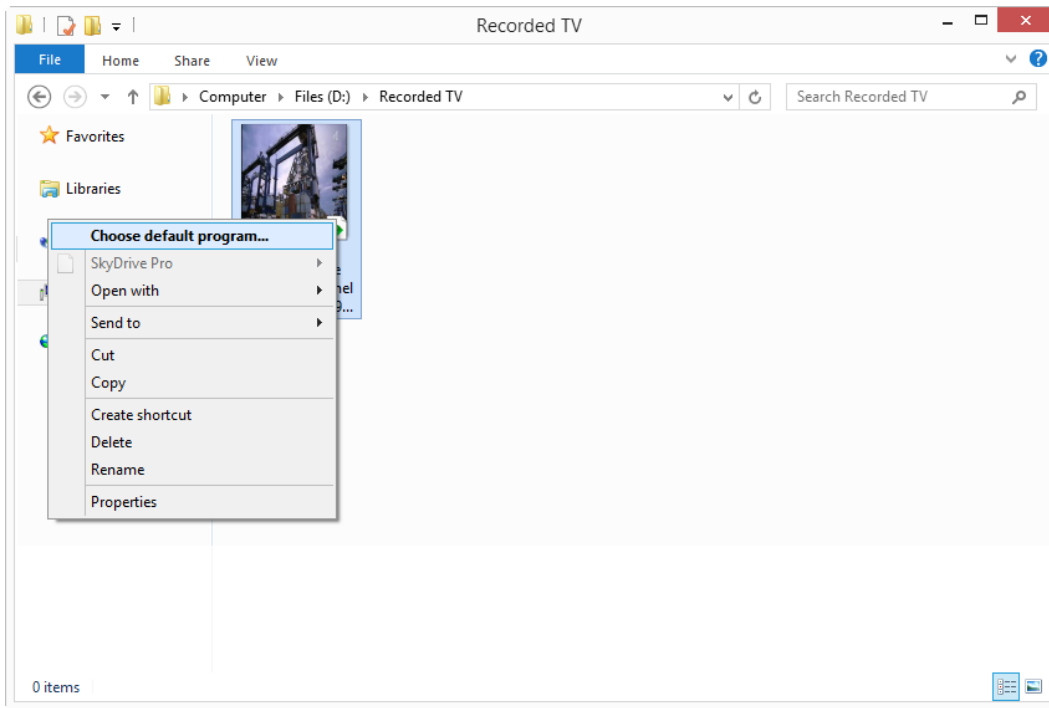 Recorded TV
File Home Share View
Computer Files (D:) Recorded TV Search Recorded TV
Favorites
Libraries
Choose default program...
SkyDrive Pro
Open with
Send to
Cut
Copy
Create shortcut
Delete
Rename
Properties
0 items